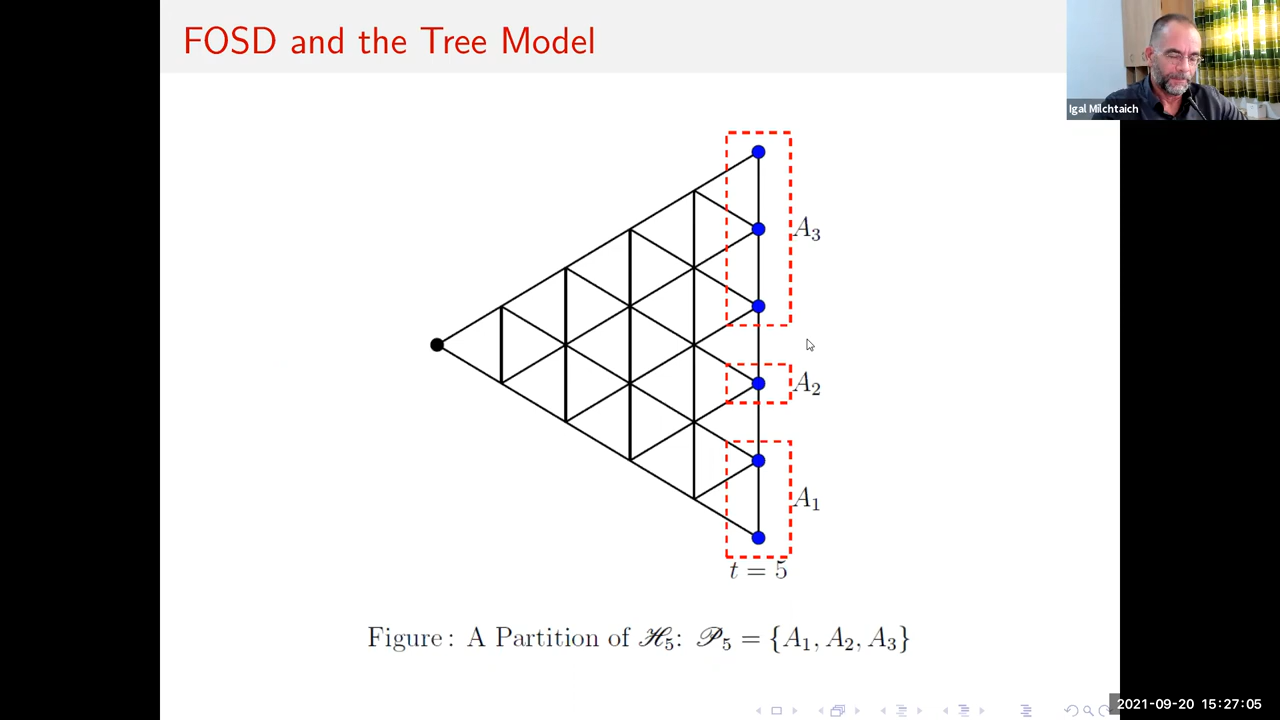 FOSD and the Tree Model
Igal Milchtaich
A₃
A₂
A₁
t = 5
Figure: A Partition of ℋ₅: 𝒫₅ = {A₁, A₂, A₃}
2021-09-20 15:27:05